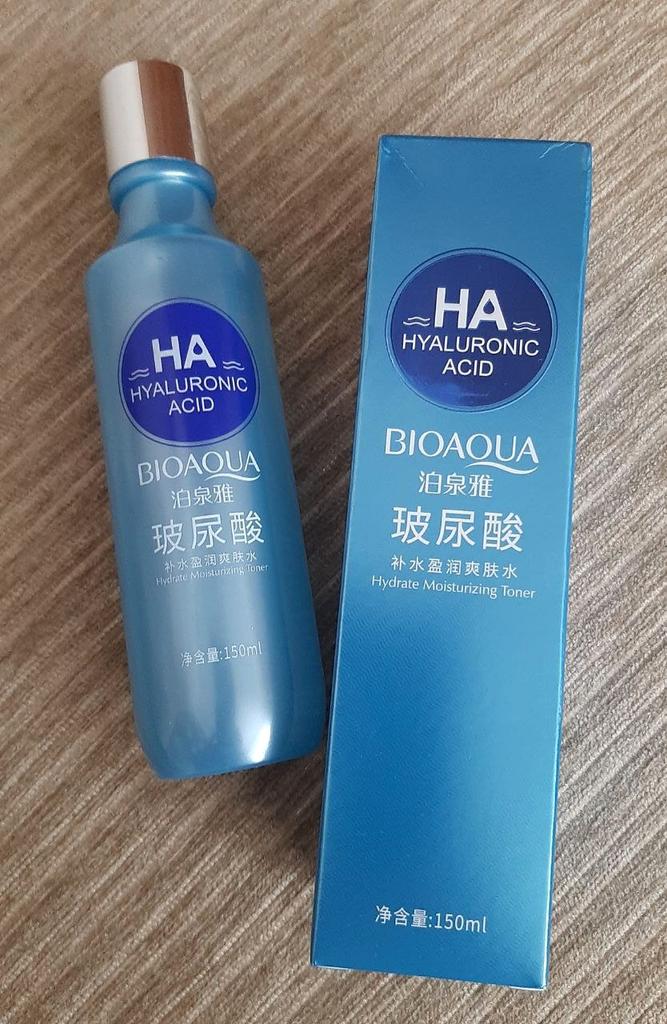 HA
HYALURONIC
ACID
BIOAQUA
泊泉雅
玻尿酸
补水盈润爽肤水
Hydrate Moisturizing Toner
净含量:150ml
HA
HYALURONIC
ACID
BIOAQUA
泊泉雅
玻尿酸
补水盈润爽肤水
Hydrate Moisturizing Toner
净含量:150ml